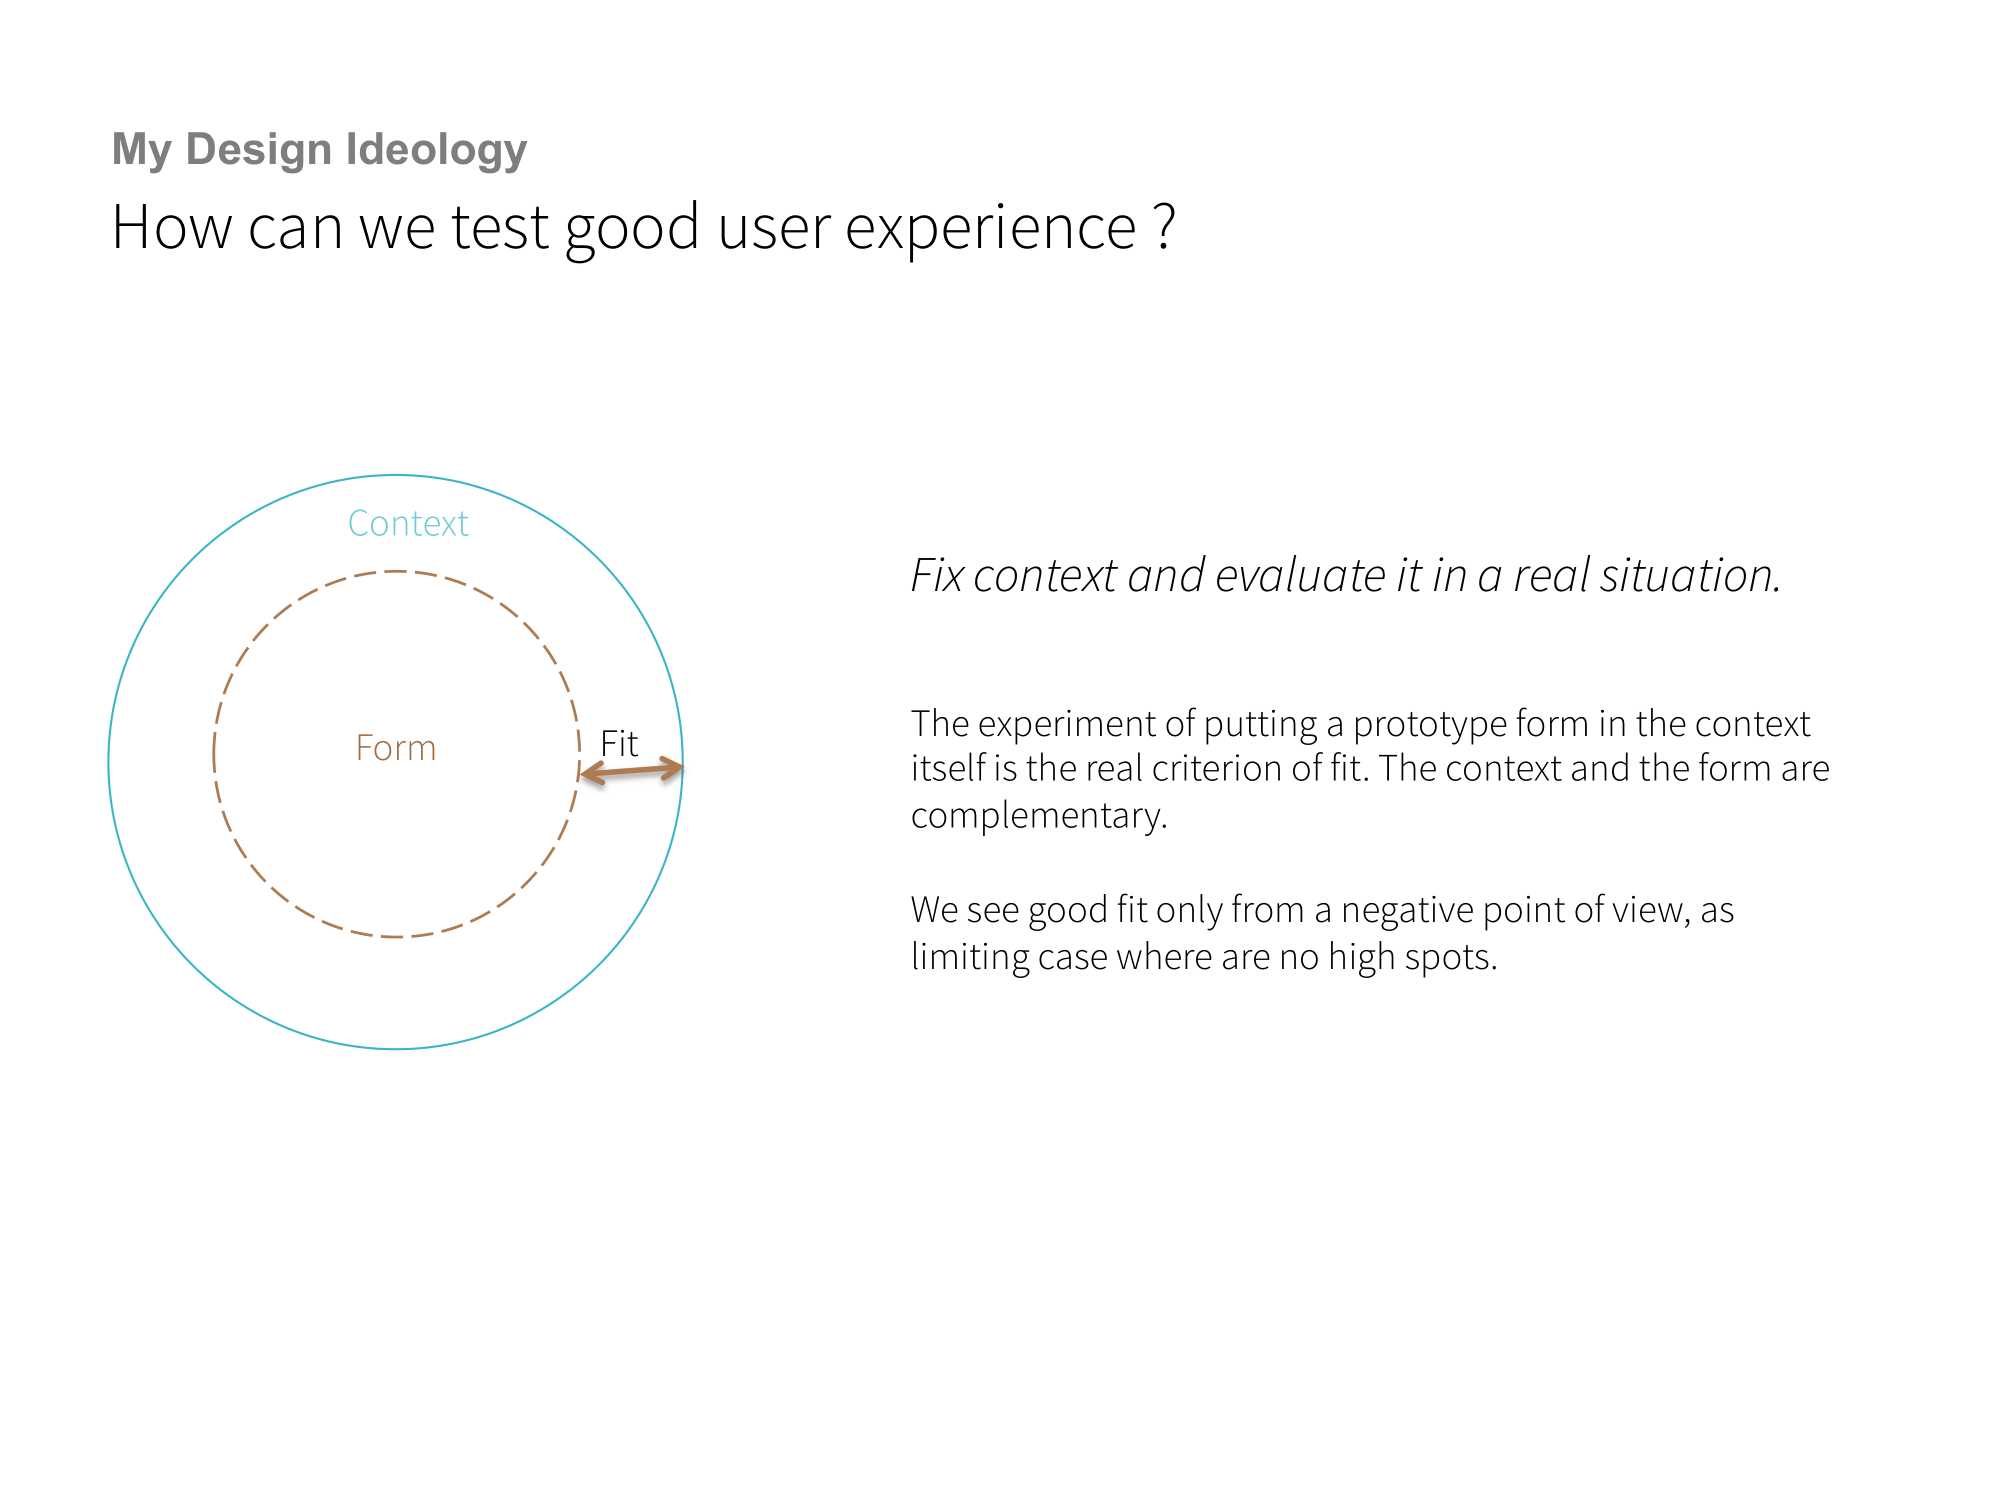 My Design Ideology
How can we test good user experience ?
Context
Form
Fit
Fix context and evaluate it in a real situation.
The experiment of putting a prototype form in the context
itself is the real criterion of fit. The context and the form are
complementary.
We see good fit only from a negative point of view, as
limiting case where are no high spots.